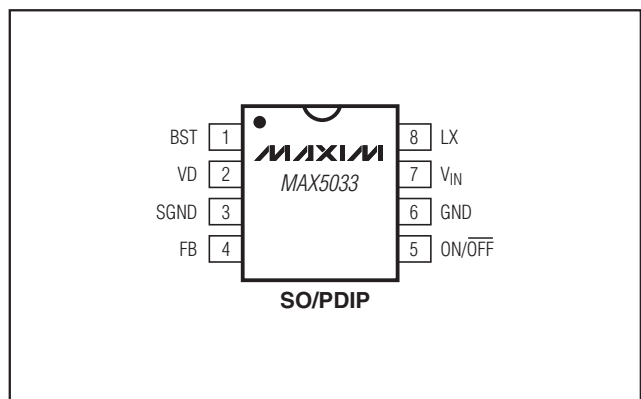 BST 1
VD 2
SGND 3
FB 4
MAXIM
MAX5033
8 LX
7 VIN
6 GND
5 ON/OFF
SO/PDIP